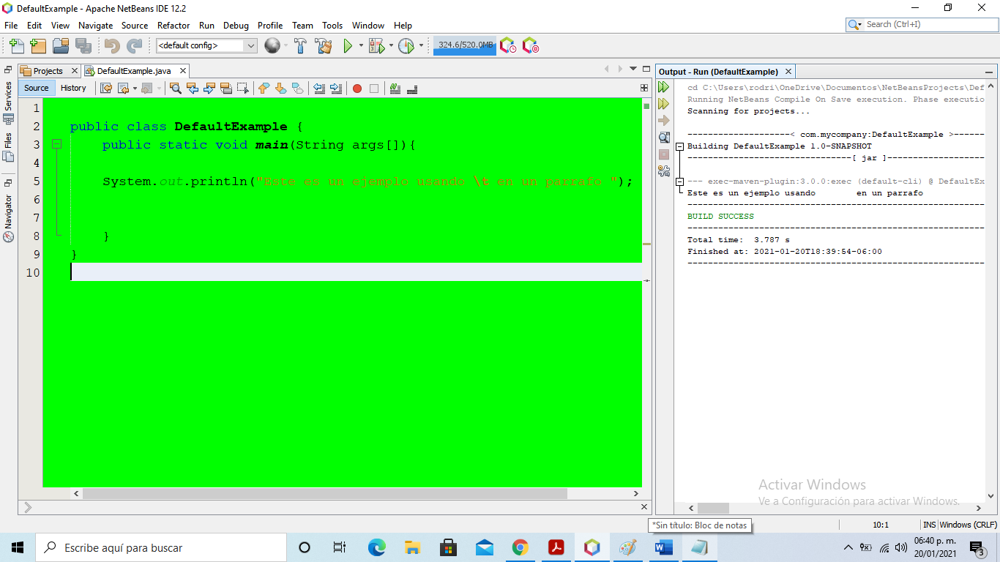 DefaultExample - Apache NetBeans IDE 12.2
File Edit View Navigate Source Refactor Run Debug Profile Team Tools Window Help
Search (Ctrl+I)
<default config>
324.6/520.0MB
Projects
DefaultExample.java
Source History
Services
Files
Navigator
1
2 public class DefaultExample {
3 public static void main(String args[]){
4
5 System.out.println("Este es un ejemplo usando \t en un parrafo ");
6
7
8 }
9 }
10
Output - Run (DefaultExample)
cd C:\Users\rodri\OneDrive\Documentos\NetBeansProjects\Def
Running NetBeans Compile On Save execution. Phase executio
Scanning for projects...
--------------------< com.mycompany:DefaultExample >------
Building DefaultExample 1.0-SNAPSHOT
--------------------------------[ jar ]-------------------
--- exec-maven-plugin:3.0.0:exec (default-cli) @ DefaultEx
Este es un ejemplo usando 	 en un parrafo
----------------------------------------------------------
BUILD SUCCESS
----------------------------------------------------------
Total time:  3.787 s
Finished at: 2021-01-20T18:39:54-06:00
----------------------------------------------------------
Activar Windows
Ve a Configuración para activar Windows.
*Sin título: Bloc de notas
10:1 INS Windows (CRLF)
Escribe aquí para buscar
06:40 p. m.
20/01/2021
3